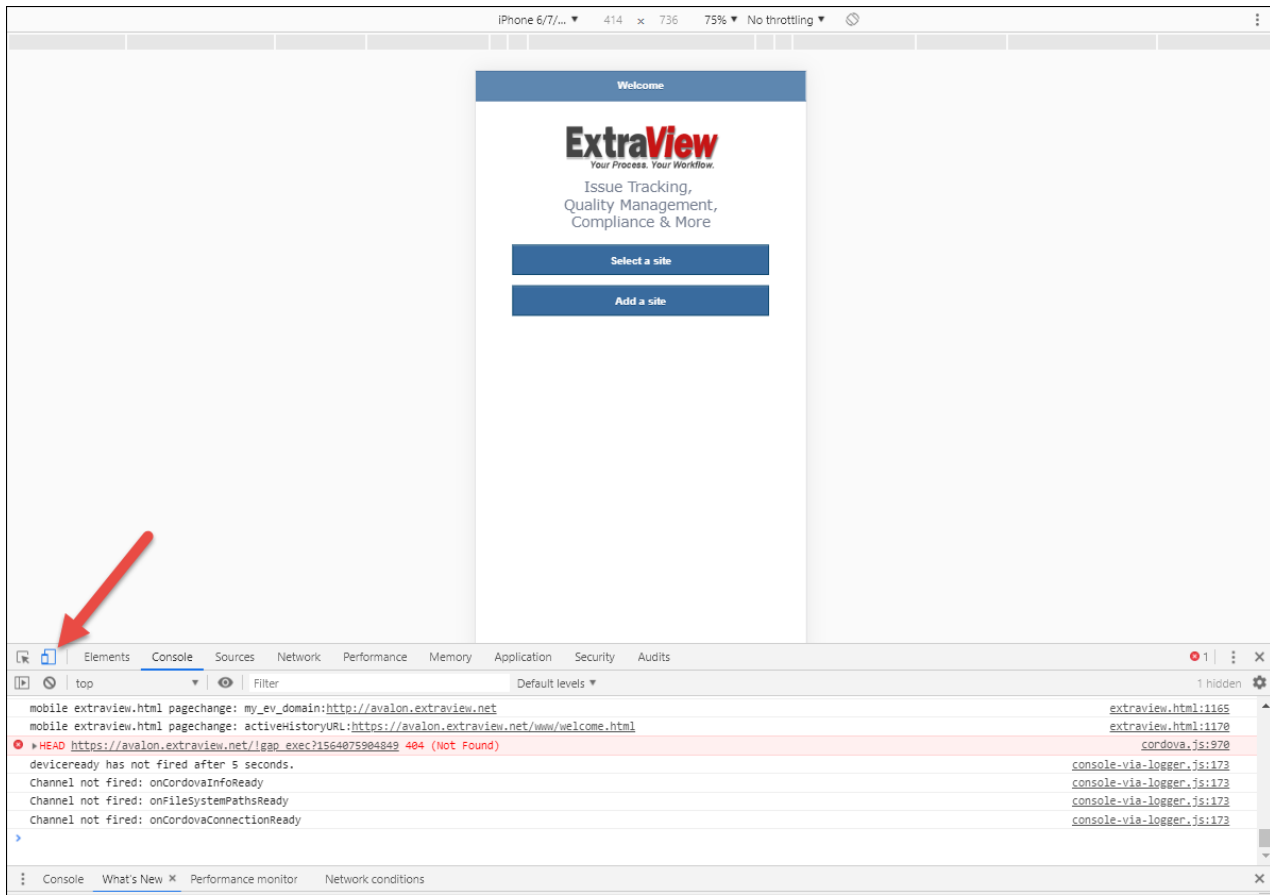 iPhone 6/7/... ▼ 414 x 736 75% ▼ No throttling ▼
Welcome
ExtraView
Your Process. Your Workflow.
Issue Tracking,
Quality Management,
Compliance & More
Select a site
Add a site
Elements Console Sources Network Performance Memory Application Security Audits 1
top ▼ Filter Default levels ▼ 1 hidden
mobile extraview.html pagechange: my_ev_domain:http://avalon.extraview.net extraview.html:1165
mobile extraview.html pagechange: activeHistoryURL:https://avalon.extraview.net/www/welcome.html extraview.html:1170
▶HEAD https://avalon.extraview.net/!gap_exec?1564075904849 404 (Not Found) cordova.js:970
deviceready has not fired after 5 seconds. console-via-logger.js:173
Channel not fired: onCordovaInfoReady console-via-logger.js:173
Channel not fired: onFileSystemPathsReady console-via-logger.js:173
Channel not fired: onCordovaConnectionReady console-via-logger.js:173
Console What's New × Performance monitor Network conditions